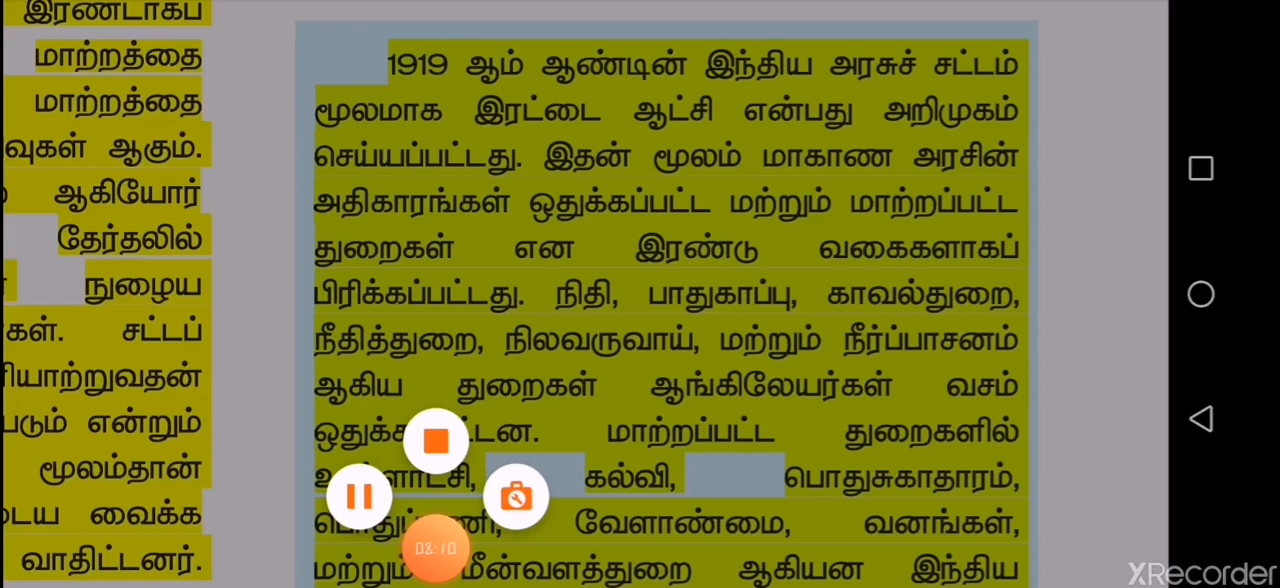 இரண்டாகப்
மாற்றத்தை
மாற்றத்தை
வுகள் ஆகும்.
ஆகியோர்
தேர்தலில்
நுழைய
கள். சட்டப்
யாற்றுவதன்
படும் என்றும்
மூலம்தான்
டைய வைக்க
வாதிட்டனர்.
1919 ஆம் ஆண்டின் இந்திய அரசுச் சட்டம்
மூலமாக இரட்டை ஆட்சி என்பது அறிமுகம்
செய்யப்பட்டது. இதன் மூலம் மாகாண அரசின்
அதிகாரங்கள் ஒதுக்கப்பட்ட மற்றும் மாற்றப்பட்ட
துறைகள் என இரண்டு வகைகளாகப்
பிரிக்கப்பட்டது. நிதி, பாதுகாப்பு, காவல்துறை,
நீதித்துறை, நிலவருவாய், மற்றும் நீர்ப்பாசனம்
ஆகிய துறைகள் ஆங்கிலேயர்கள் வசம்
மாற்றப்பட்ட துறைகளில்
கல்வி, பொதுசுகாதாரம்,
வேளாண்மை, வனங்கள்,
மற்றும் மீன்வளத்துறை ஆகியன இந்திய
08:10
XRecorder